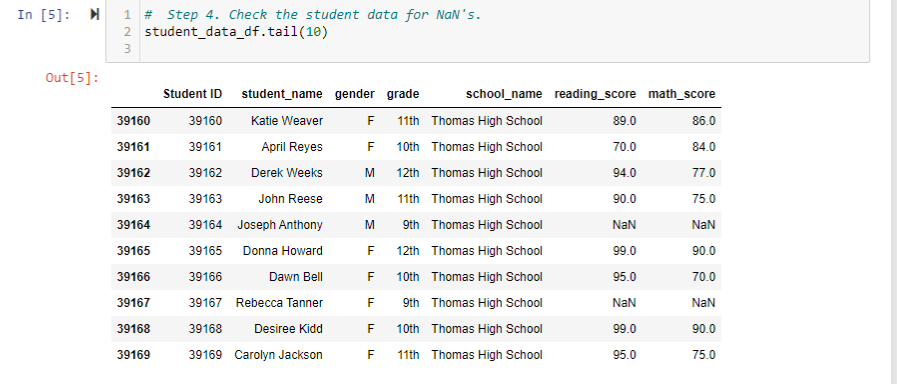 In [5]:
1 # Step 4. Check the student data for NaN's.
2 student_data_df.tail(10)
3
Out[5]:
Student ID student_name gender grade school_name reading_score math_score
39160 39160 Katie Weaver F 11th Thomas High School 89.0 86.0
39161 39161 April Reyes F 10th Thomas High School 70.0 84.0
39162 39162 Derek Weeks M 12th Thomas High School 94.0 77.0
39163 39163 John Reese M 11th Thomas High School 90.0 75.0
39164 39164 Joseph Anthony M 9th Thomas High School NaN NaN
39165 39165 Donna Howard F 12th Thomas High School 99.0 90.0
39166 39166 Dawn Bell F 10th Thomas High School 95.0 70.0
39167 39167 Rebecca Tanner F 9th Thomas High School NaN NaN
39168 39168 Desiree Kidd F 10th Thomas High School 99.0 90.0
39169 39169 Carolyn Jackson F 11th Thomas High School 95.0 75.0